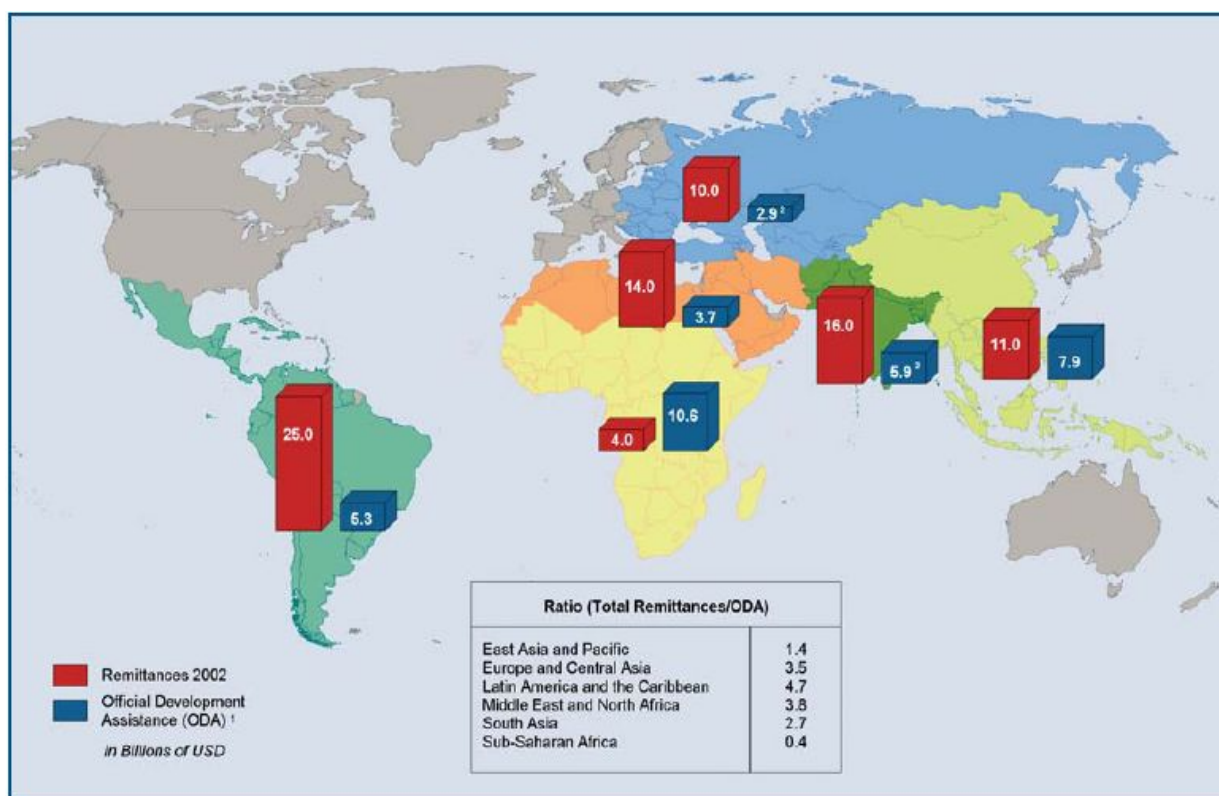 10.0
2.9 2
14.0
3.7
16.0
5.9 3
11.0
7.9
25.0
5.3
4.0
10.6
Ratio (Total Remittances/ODA)
East Asia and Pacific 1.4
Europe and Central Asia 3.5
Latin America and the Caribbean 4.7
Middle East and North Africa 3.8
South Asia 2.7
Sub-Saharan Africa 0.4
Remittances 2002
Official Development
Assistance (ODA) 1
in Billions of USD